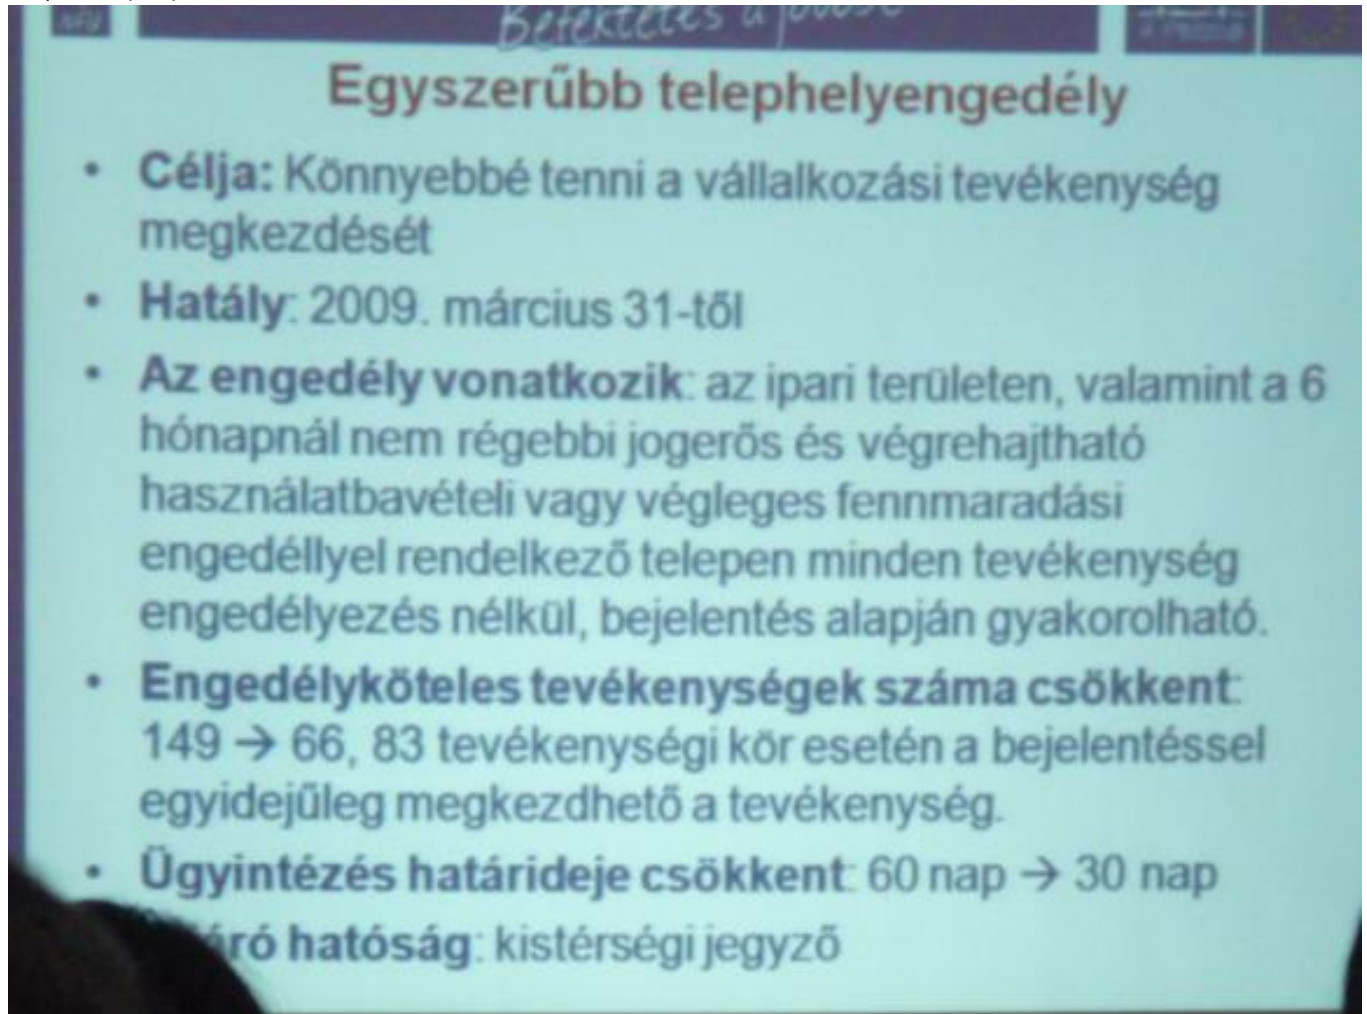 NFÜ
Befektetés a jövőbe
Egyszerűbb telephelyengedély
• Célja: Könnyebbé tenni a vállalkozási tevékenység
megkezdését
• Hatály: 2009. március 31-től
• Az engedély vonatkozik: az ipari területen, valamint a 6
hónapnál nem régebbi jogerős és végrehajtható
használatbavételi vagy végleges fennmaradási
engedéllyel rendelkező telepen minden tevékenység
engedélyezés nélkül, bejelentés alapján gyakorolható.
• Engedélyköteles tevékenységek száma csökkent:
149 → 66, 83 tevékenységi kör esetén a bejelentéssel
egyidejűleg megkezdhető a tevékenység.
• Ügyintézés határideje csökkent: 60 nap → 30 nap
hatóság: kistérségi jegyző